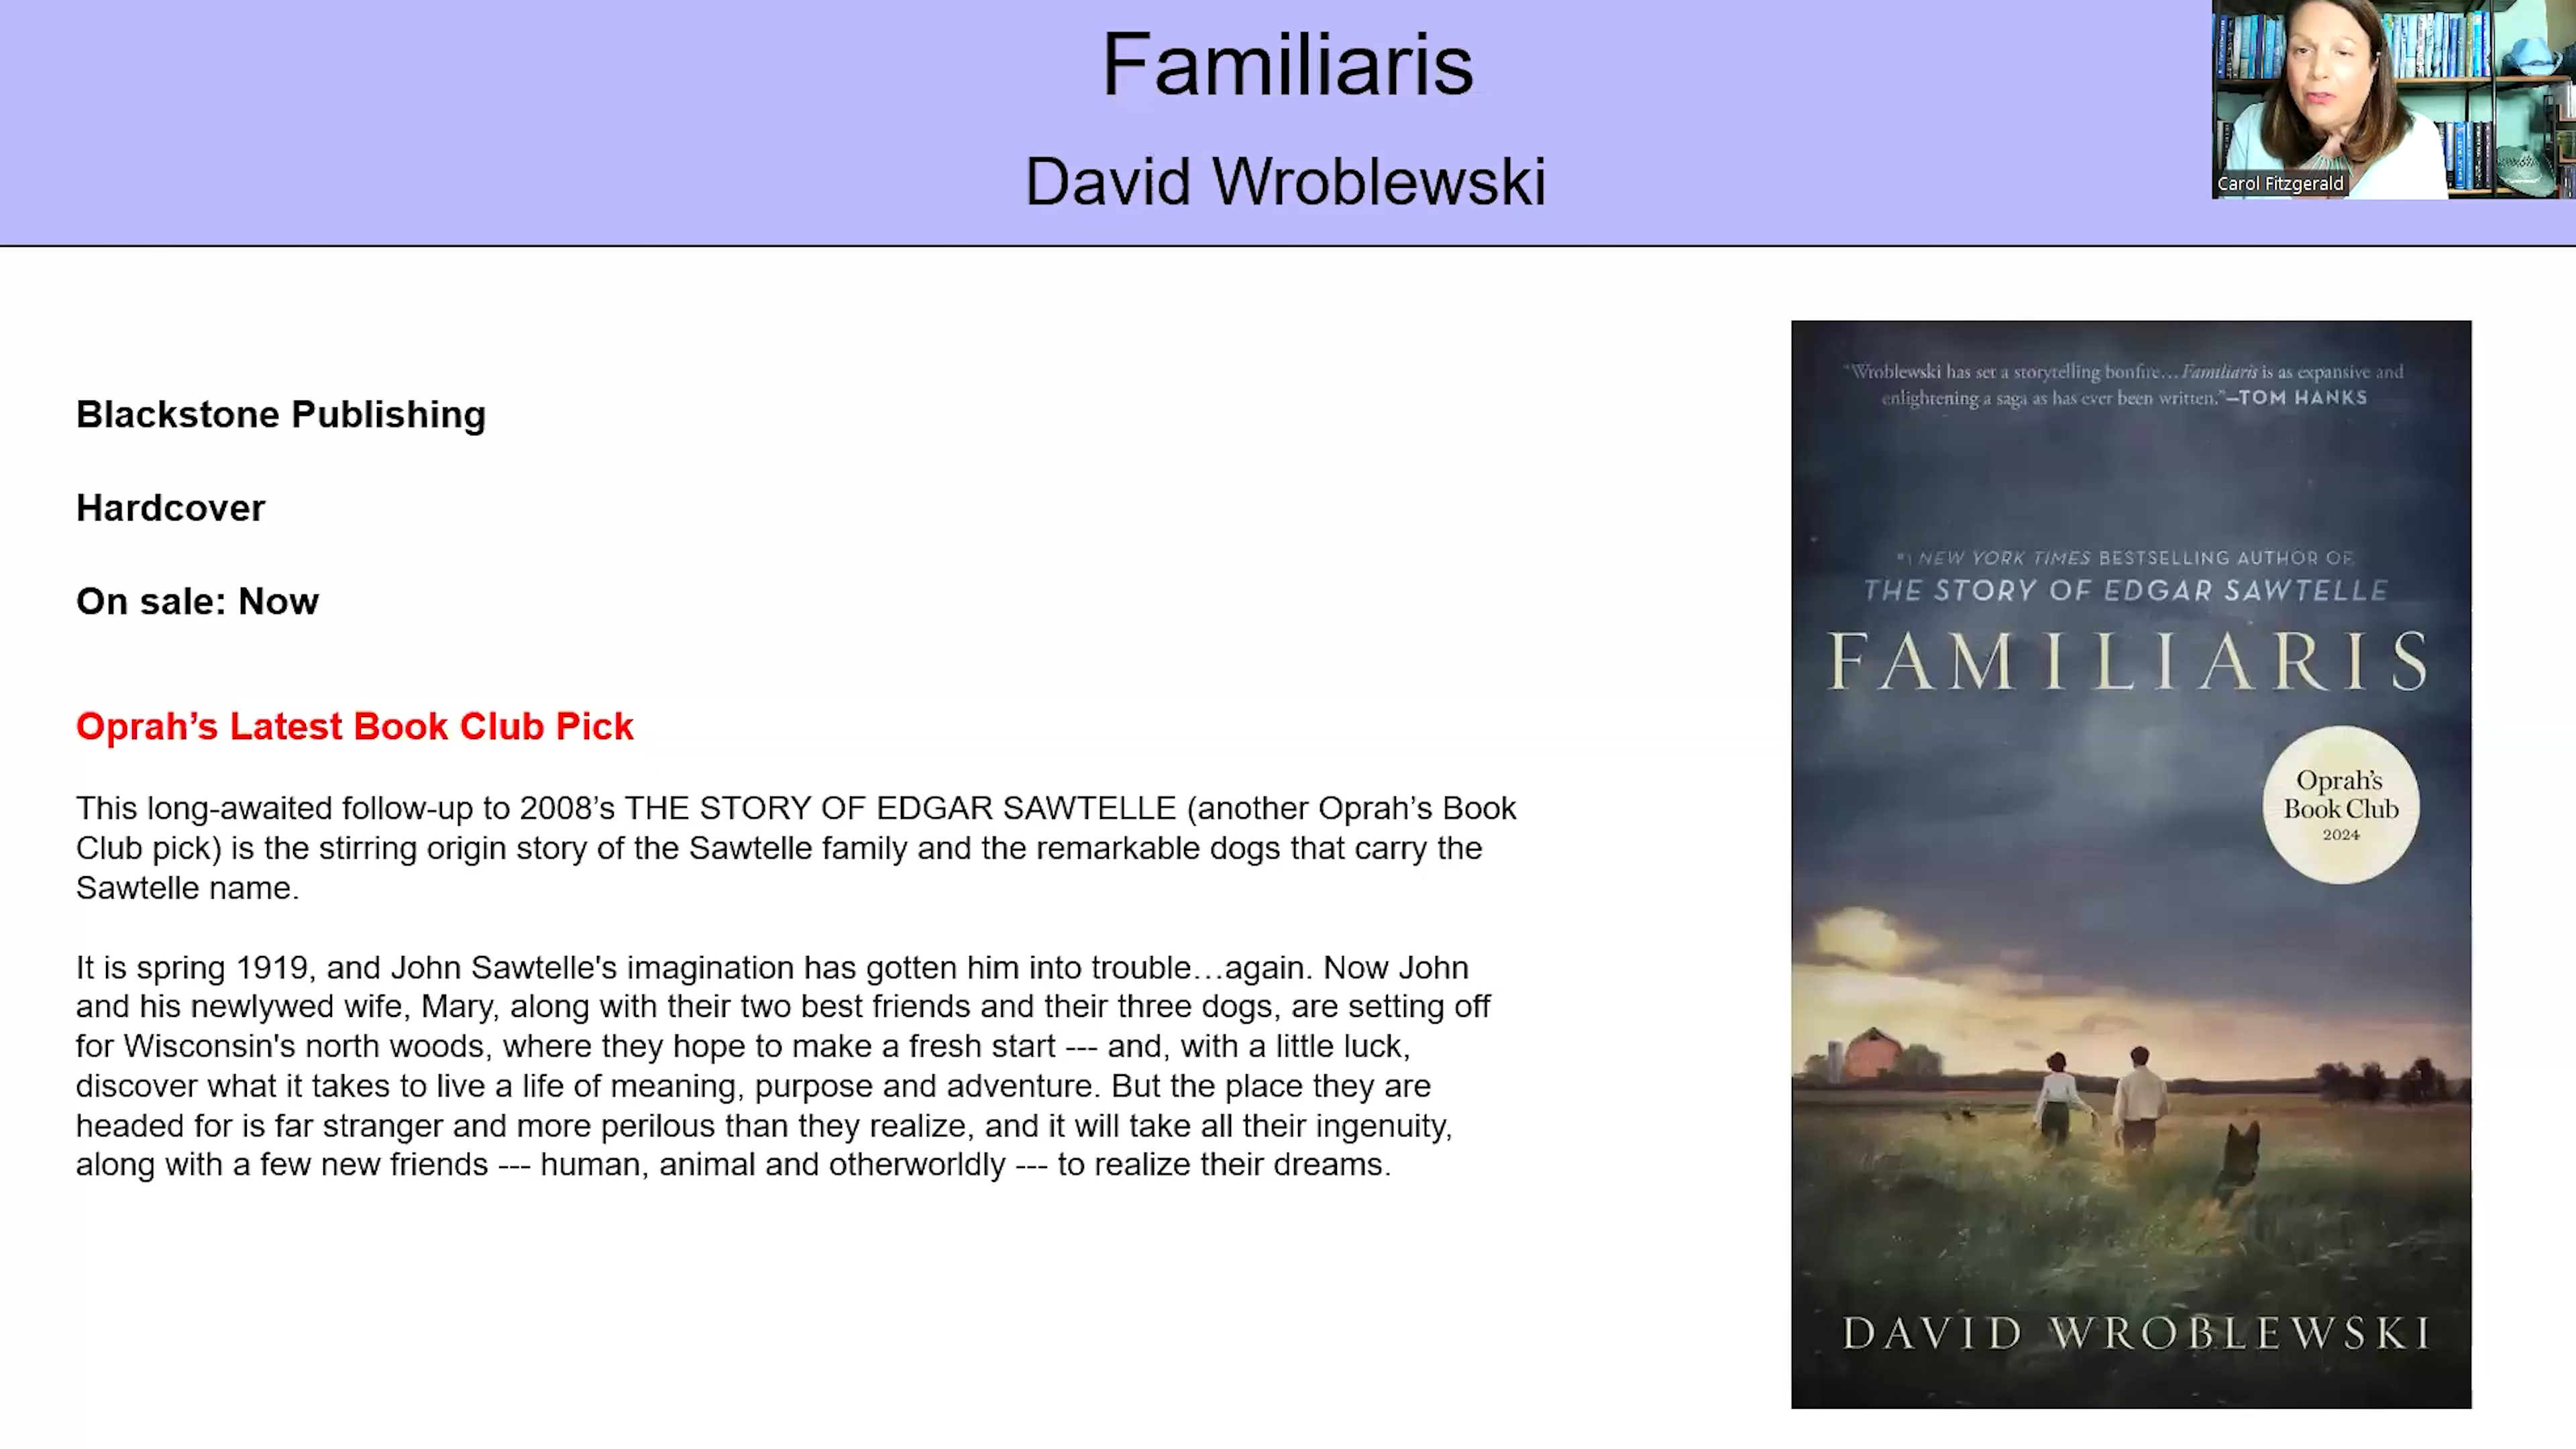 Familiaris
David Wroblewski
Carol Fitzgerald
Blackstone Publishing
Hardcover
On sale: Now
Oprah’s Latest Book Club Pick
This long-awaited follow-up to 2008’s THE STORY OF EDGAR SAWTELLE (another Oprah’s Book
Club pick) is the stirring origin story of the Sawtelle family and the remarkable dogs that carry the
Sawtelle name.
It is spring 1919, and John Sawtelle's imagination has gotten him into trouble…again. Now John
and his newlywed wife, Mary, along with their two best friends and their three dogs, are setting off
for Wisconsin's north woods, where they hope to make a fresh start --- and, with a little luck,
discover what it takes to live a life of meaning, purpose and adventure. But the place they are
headed for is far stranger and more perilous than they realize, and it will take all their ingenuity,
along with a few new friends --- human, animal and otherworldly --- to realize their dreams.
“Wroblewski has set a storytelling bonfire…Familiaris is as expansive and
enlightening a saga as has ever been written.”—TOM HANKS
#1 NEW YORK TIMES BESTSELLING AUTHOR OF
THE STORY OF EDGAR SAWTELLE
FAMILIARIS
Oprah’s
Book Club
2024
DAVID WROBLEWSKI